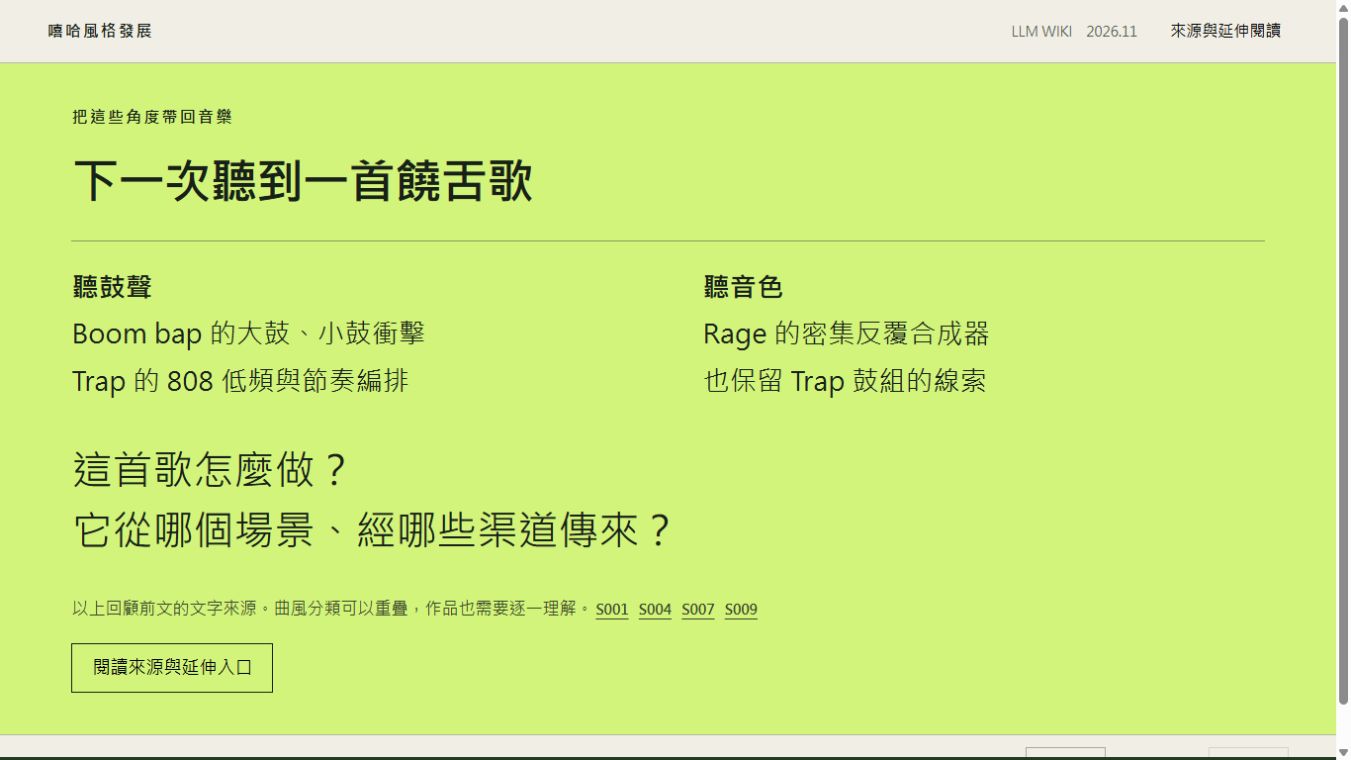 嘻哈風格發展
LLM WIKI 2026.11 來源與延伸閱讀
把這些角度帶回音樂
下一次聽到一首饒舌歌
聽鼓聲
Boom bap 的大鼓、小鼓衝擊
Trap 的 808 低頻與節奏編排
聽音色
Rage 的密集反覆合成器
也保留 Trap 鼓組的線索
這首歌怎麼做？
它從哪個場景、經哪些渠道傳來？
以上回顧前文的文字來源。曲風分類可以重疊，作品也需要逐一理解。 S001 S004 S007 S009
閱讀來源與延伸入口